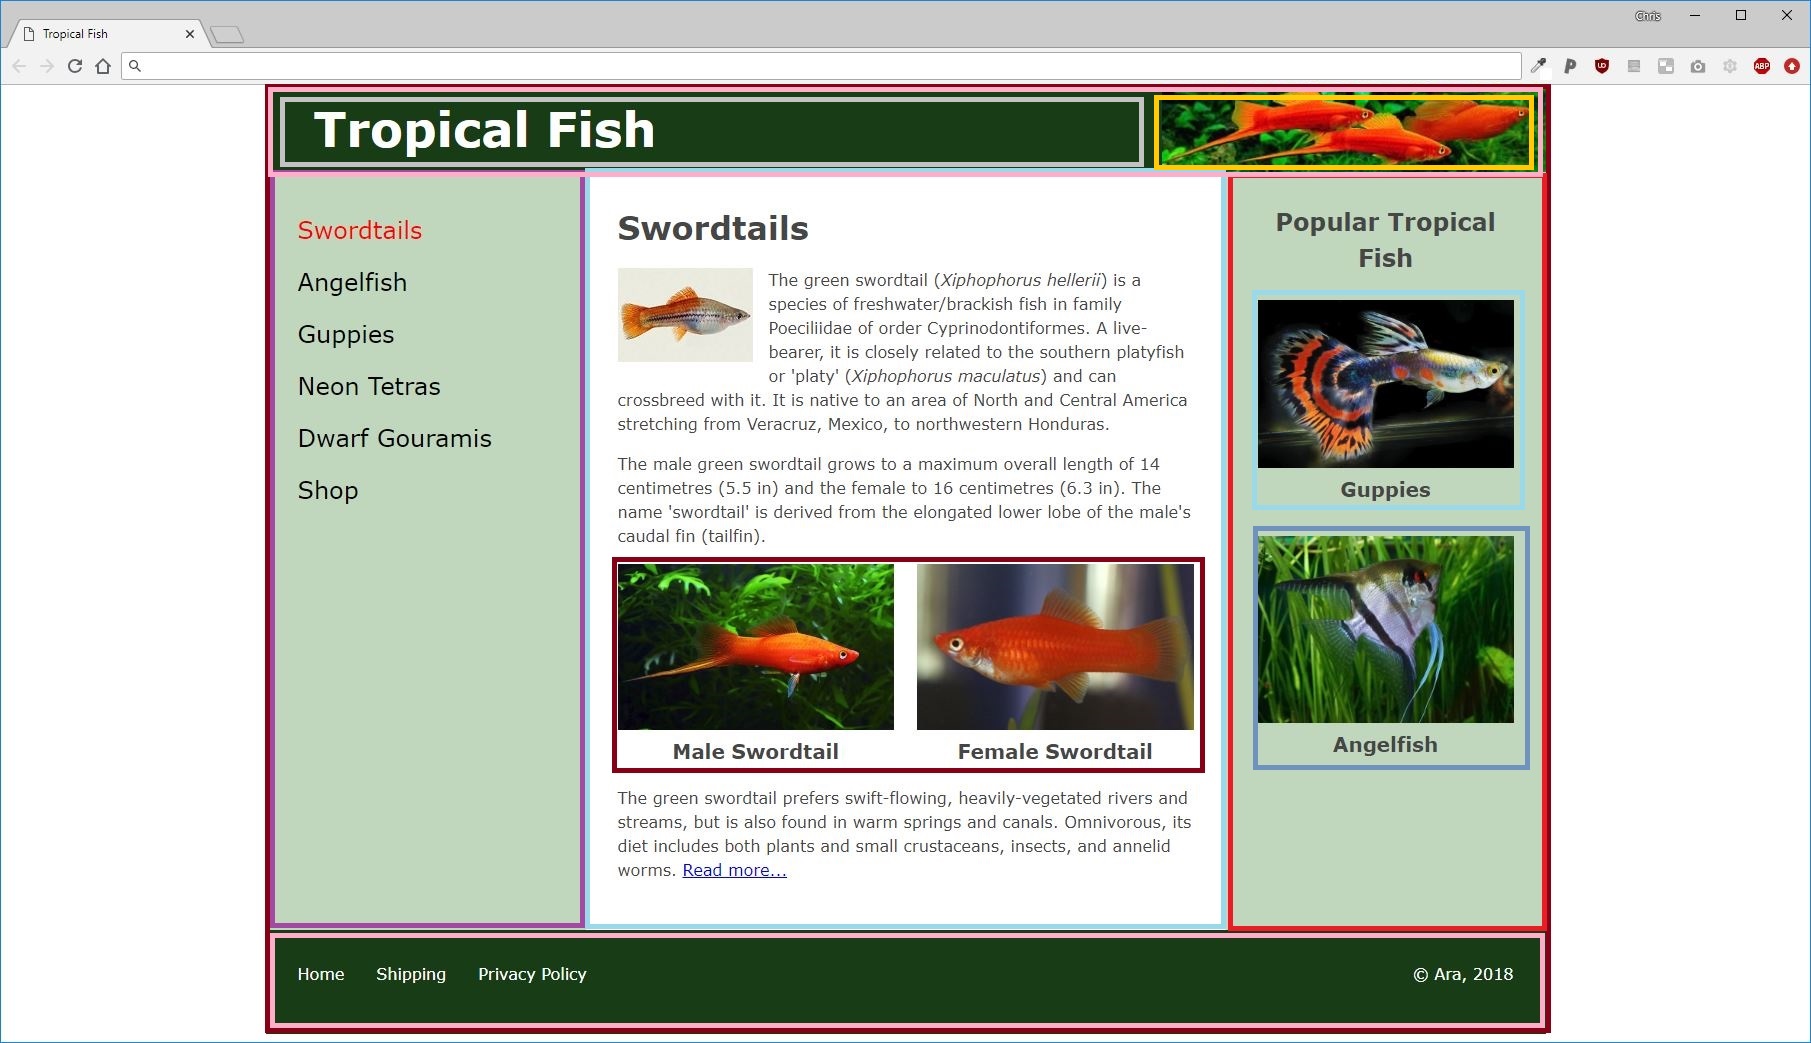 Chris
Tropical Fish
ABP
Tropical Fish
Swordtails
Angelfish
Guppies
Neon Tetras
Dwarf Gouramis
Shop
Swordtails
The green swordtail (Xiphophorus hellerii) is a
species of freshwater/brackish fish in family
Poeciliidae of order Cyprinodontiformes. A live-
bearer, it is closely related to the southern platyfish
or 'platy' (Xiphophorus maculatus) and can
crossbreed with it. It is native to an area of North and Central America
stretching from Veracruz, Mexico, to northwestern Honduras.
The male green swordtail grows to a maximum overall length of 14
centimetres (5.5 in) and the female to 16 centimetres (6.3 in). The
name 'swordtail' is derived from the elongated lower lobe of the male's
caudal fin (tailfin).
Male Swordtail
Female Swordtail
The green swordtail prefers swift-flowing, heavily-vegetated rivers and
streams, but is also found in warm springs and canals. Omnivorous, its
diet includes both plants and small crustaceans, insects, and annelid
worms. Read more...
Popular Tropical
Fish
Guppies
Angelfish
Home Shipping Privacy Policy
© Ara, 2018